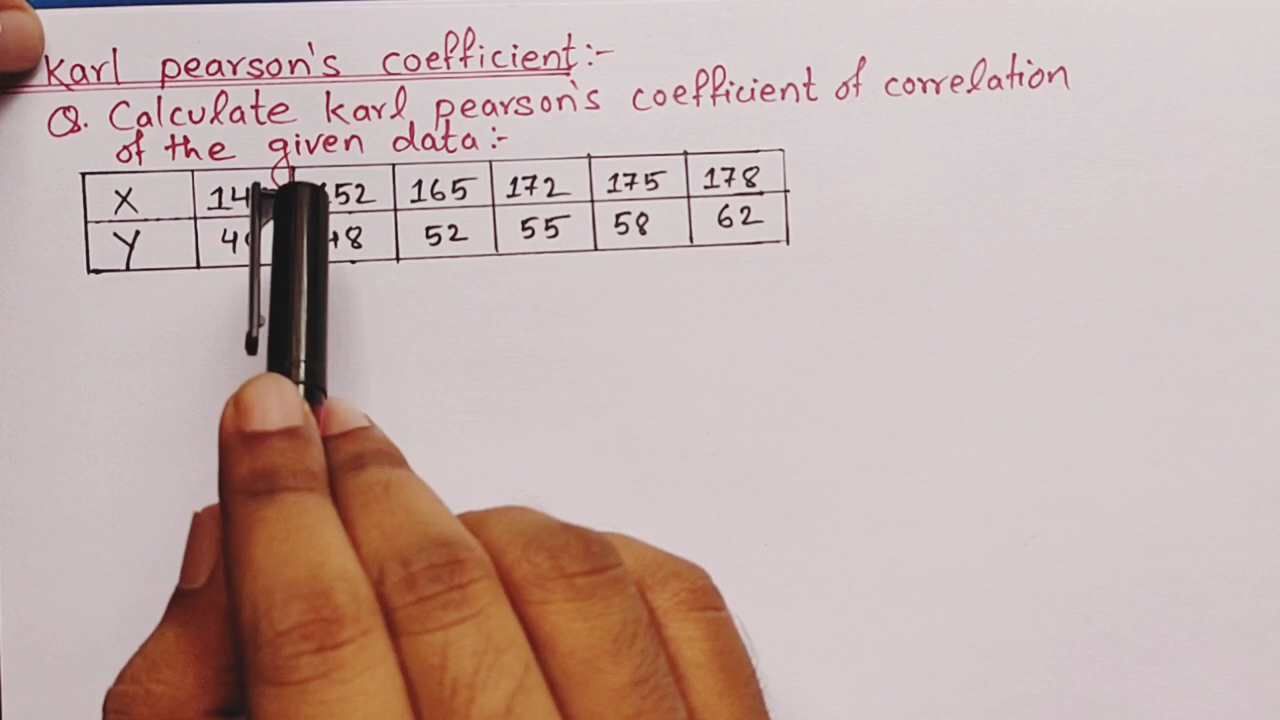 Karl pearson's coefficient:-
Q. Calculate karl pearson's coefficient of correlation
of the given data:-
X 165 172 175 178
Y 52 55 58 62